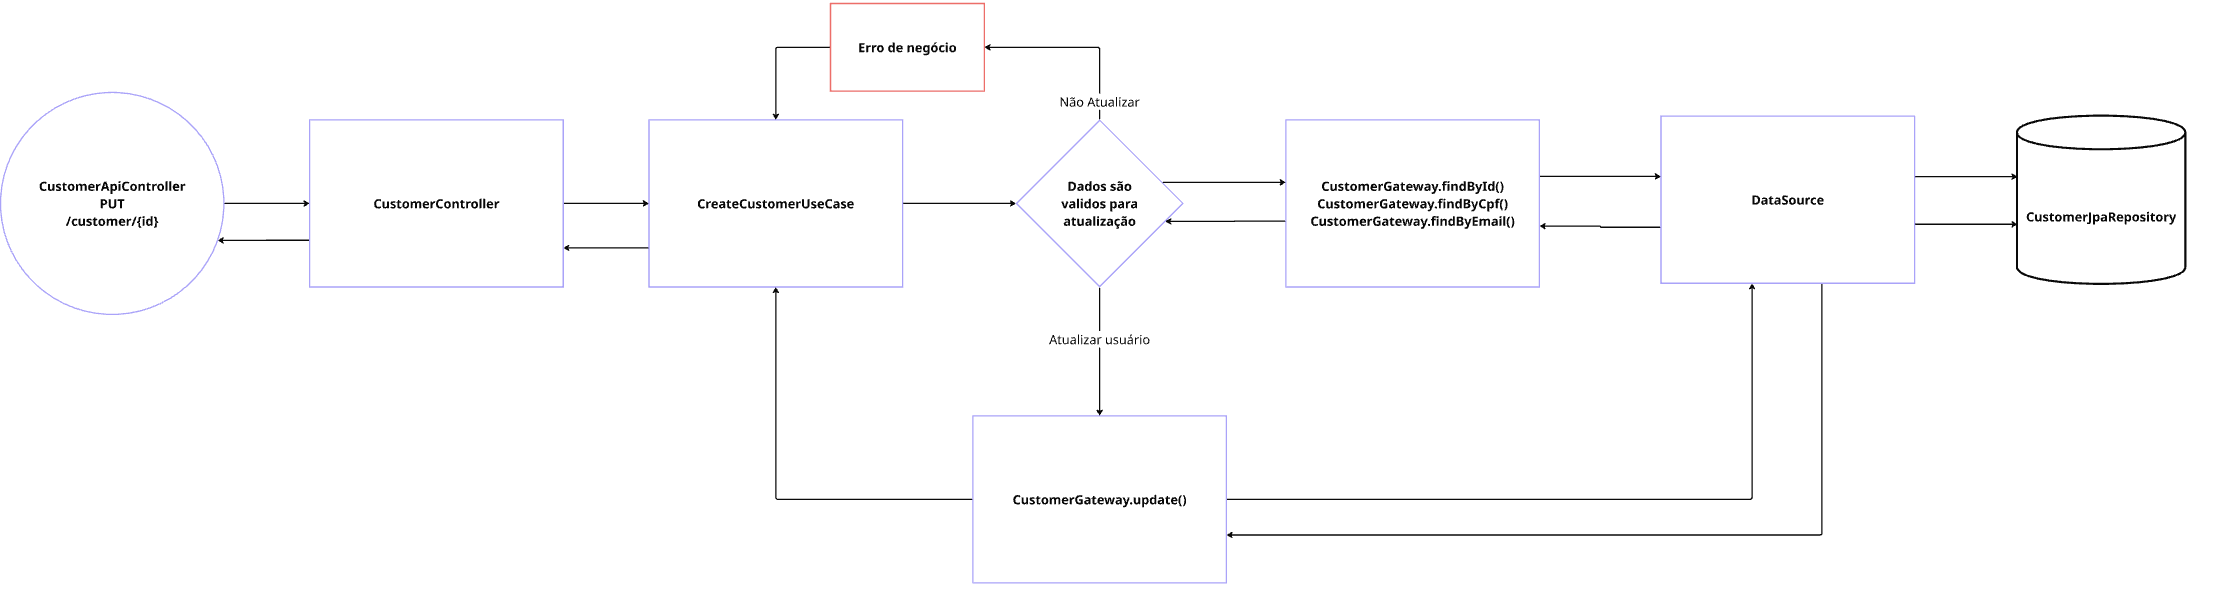 Erro de negócio
Não Atualizar
CustomerApiController
PUT
/customer/{id}
CustomerController
CreateCustomerUseCase
Dados são
validos para
atualização
CustomerGateway.findById()
CustomerGateway.findByCpf()
CustomerGateway.findByEmail()
DataSource
CustomerJpaRepository
Atualizar usuário
CustomerGateway.update()